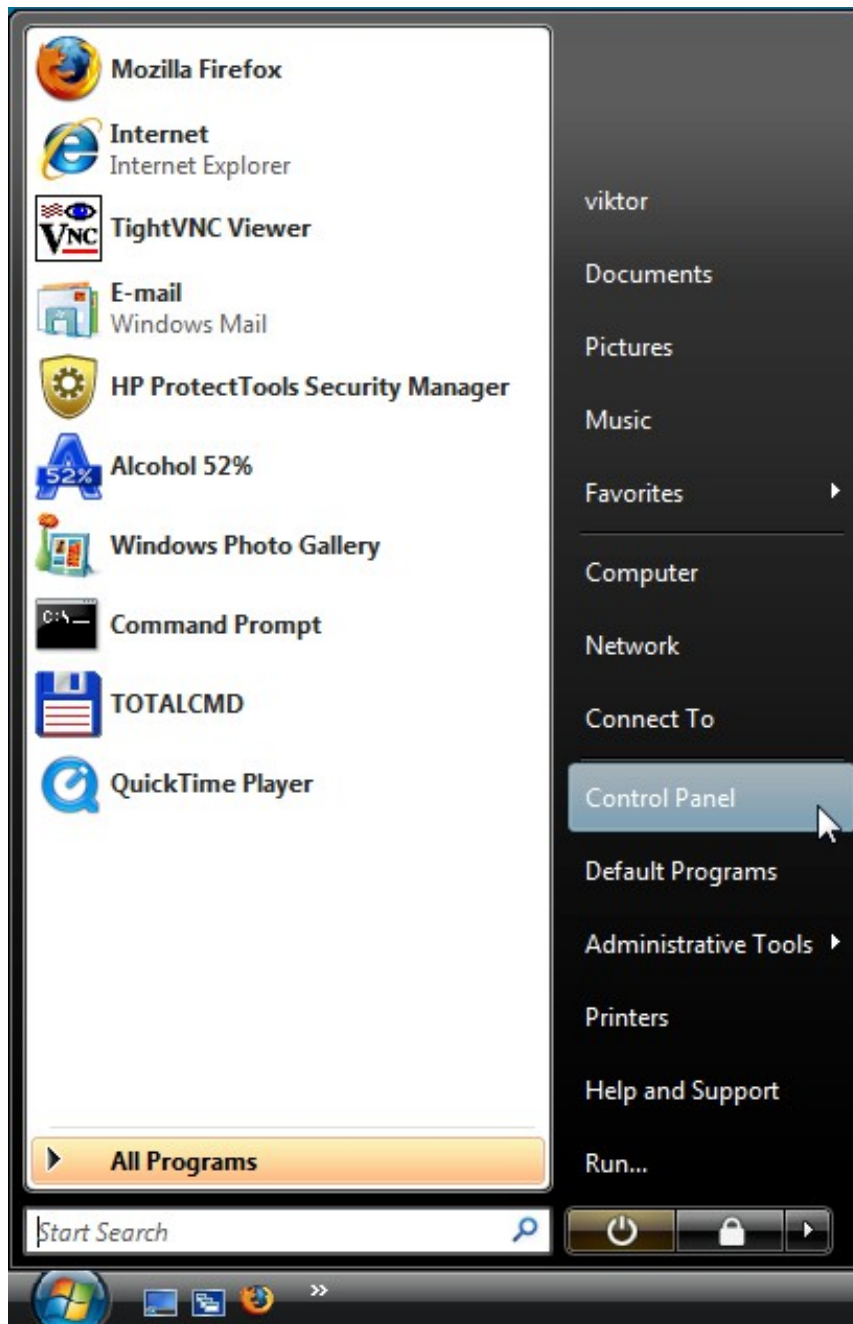 Mozilla Firefox
Internet
Internet Explorer
VNC
TightVNC Viewer
E-mail
Windows Mail
HP ProtectTools Security Manager
52%
Alcohol 52%
Windows Photo Gallery
C:\
Command Prompt
TOTALCMD
QuickTime Player
All Programs
Start Search
viktor
Documents
Pictures
Music
Favorites
Computer
Network
Connect To
Control Panel
Default Programs
Administrative Tools
Printers
Help and Support
Run...